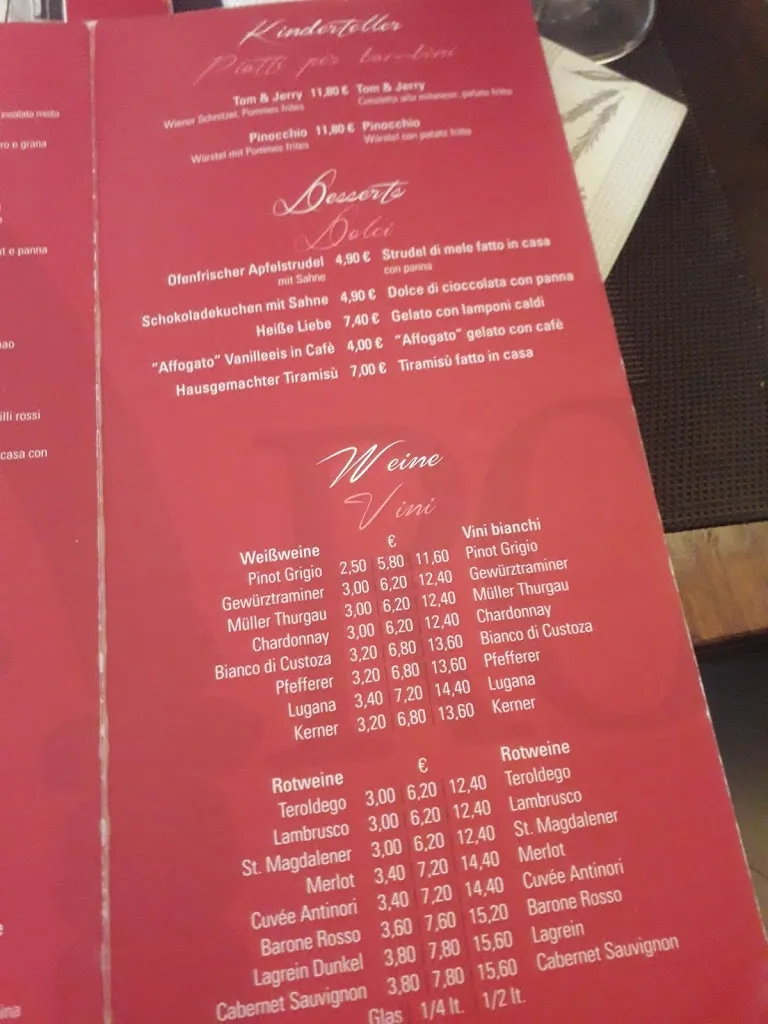 insalata mista
ro e grana
t e panna
ao
illi rossi
casa con
e
ina
Kinderteller
Piatti per bambini
Tom & Jerry 11,80 € Tom & Jerry
Wiener Schnitzel, Pommes frites Cotoletta alla milanese, patate fritte
Pinocchio 11,80 € Pinocchio
Würstel mit Pommes frites Würstel con patate fritte
Desserts
Dolci
Ofenfrischer Apfelstrudel 4,90 € Strudel di mele fatto in casa
mit Sahne con panna
Schokoladekuchen mit Sahne 4,90 € Dolce di cioccolata con panna
Heiße Liebe 7,40 € Gelato con lamponi caldi
"Affogato" Vanilleeis in Cafè 4,00 € "Affogato" gelato con cafè
Hausgemachter Tiramisù 7,00 € Tiramisù fatto in casa
Weine
Vini
Weißweine € Vini bianchi
Pinot Grigio 2,50 5,80 11,60 Pinot Grigio
Gewürztraminer 3,00 6,20 12,40 Gewürztraminer
Müller Thurgau 3,00 6,20 12,40 Müller Thurgau
Chardonnay 3,00 6,20 12,40 Chardonnay
Bianco di Custoza 3,20 6,80 13,60 Bianco di Custoza
Pfefferer 3,20 6,80 13,60 Pfefferer
Lugana 3,40 7,20 14,40 Lugana
Kerner 3,20 6,80 13,60 Kerner
Rotweine € Rotweine
Teroldego 3,00 6,20 12,40 Teroldego
Lambrusco 3,00 6,20 12,40 Lambrusco
St. Magdalener 3,00 6,20 12,40 St. Magdalener
Merlot 3,40 7,20 14,40 Merlot
Cuvée Antinori 3,40 7,20 14,40 Cuvée Antinori
Barone Rosso 3,60 7,60 15,20 Barone Rosso
Lagrein Dunkel 3,80 7,80 15,60 Lagrein
Cabernet Sauvignon 3,80 7,80 15,60 Cabernet Sauvignon
Glas 1/4 lt. 1/2 lt.